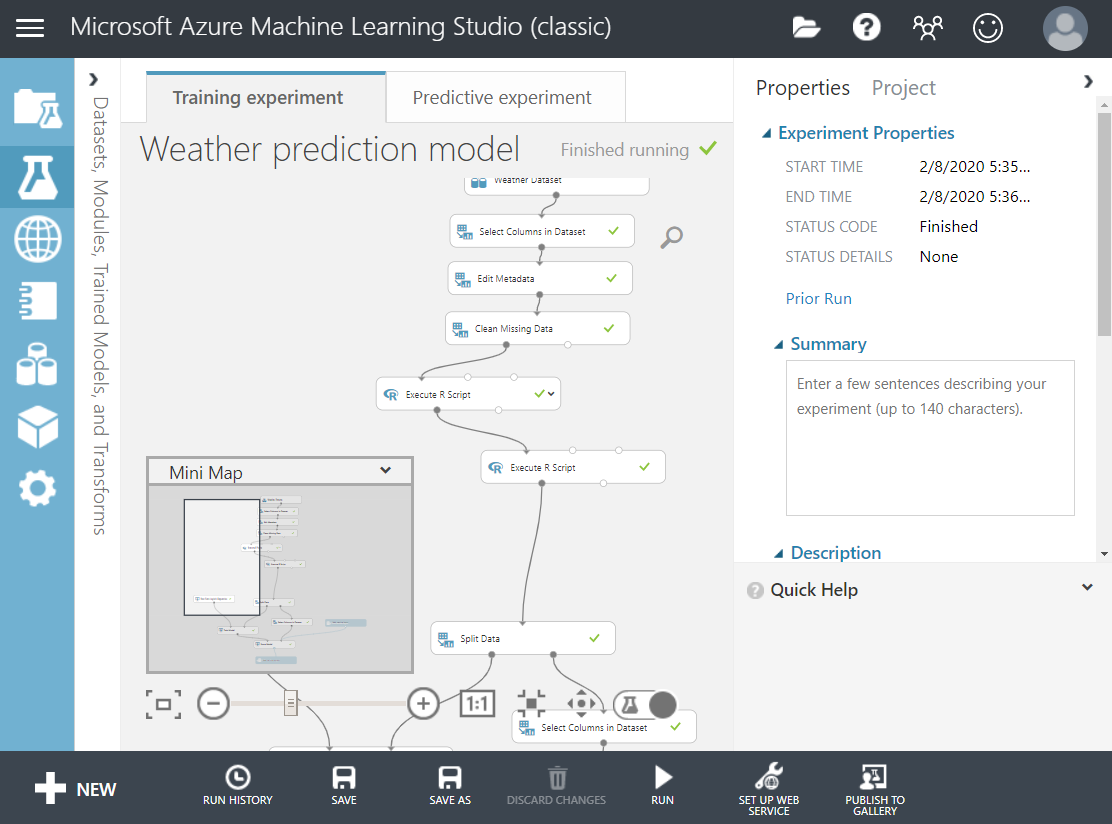 Microsoft Azure Machine Learning Studio (classic)
Datasets, Modules, Trained Models, and Transforms
Training experiment
Predictive experiment
Weather prediction model
Finished running
Weather Dataset
Select Columns in Dataset
Edit Metadata
Clean Missing Data
Execute R Script
Execute R Script
Mini Map
Split Data
1:1
Select Columns in Dataset
Properties
Project
Experiment Properties
START TIME 2/8/2020 5:35...
END TIME 2/8/2020 5:36...
STATUS CODE Finished
STATUS DETAILS None
Prior Run
Summary
Enter a few sentences describing your
experiment (up to 140 characters).
Description
? Quick Help
NEW
RUN HISTORY
SAVE
SAVE AS
DISCARD CHANGES
RUN
SET UP WEB
SERVICE
PUBLISH TO
GALLERY